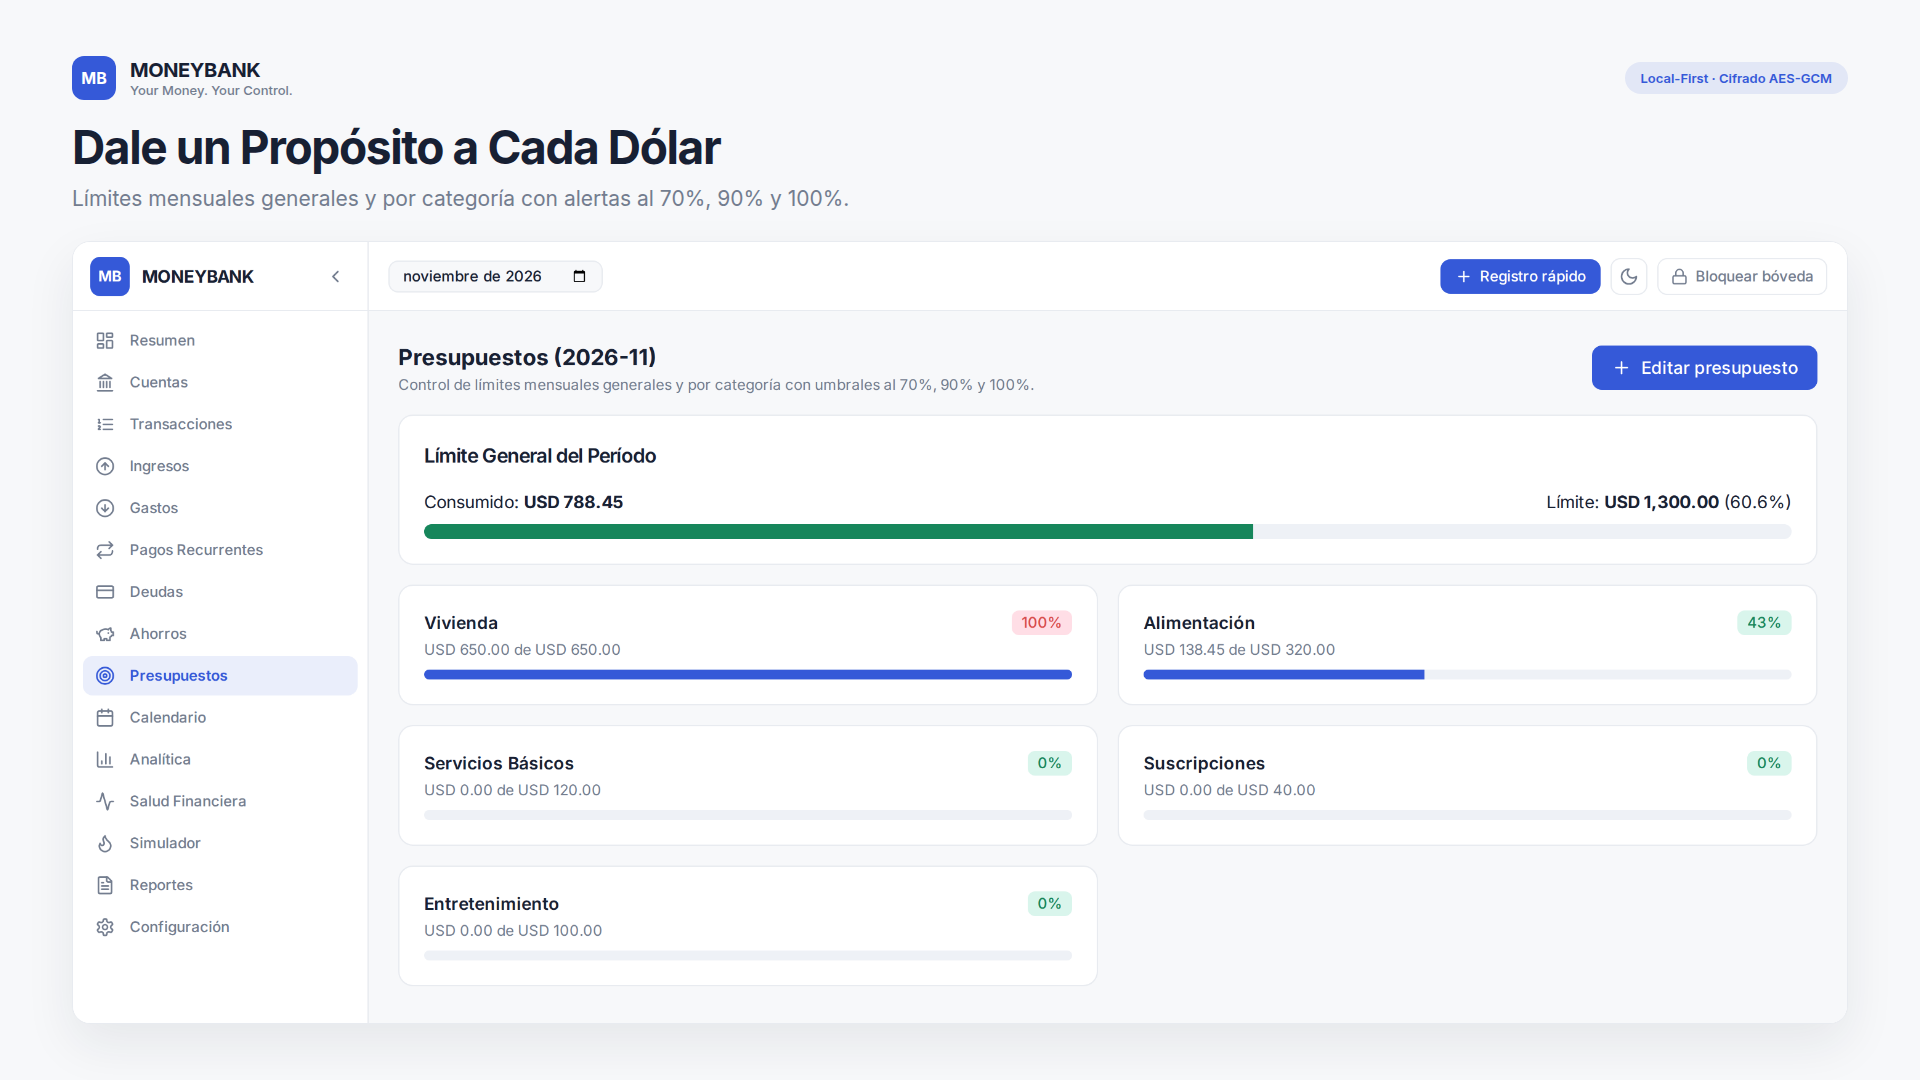 MB
MONEYBANK
Your Money. Your Control.
Local-First · Cifrado AES-GCM
Dale un Propósito a Cada Dólar
Límites mensuales generales y por categoría con alertas al 70%, 90% y 100%.
MB
MONEYBANK
noviembre de 2026
Registro rápido
Bloquear bóveda
Resumen
Cuentas
Transacciones
Ingresos
Gastos
Pagos Recurrentes
Deudas
Ahorros
Presupuestos
Calendario
Analítica
Salud Financiera
Simulador
Reportes
Configuración
Presupuestos (2026-11)
Control de límites mensuales generales y por categoría con umbrales al 70%, 90% y 100%.
Editar presupuesto
Límite General del Período
Consumido: USD 788.45
Límite: USD 1,300.00 (60.6%)
Vivienda
100%
USD 650.00 de USD 650.00
Alimentación
43%
USD 138.45 de USD 320.00
Servicios Básicos
0%
USD 0.00 de USD 120.00
Suscripciones
0%
USD 0.00 de USD 40.00
Entretenimiento
0%
USD 0.00 de USD 100.00